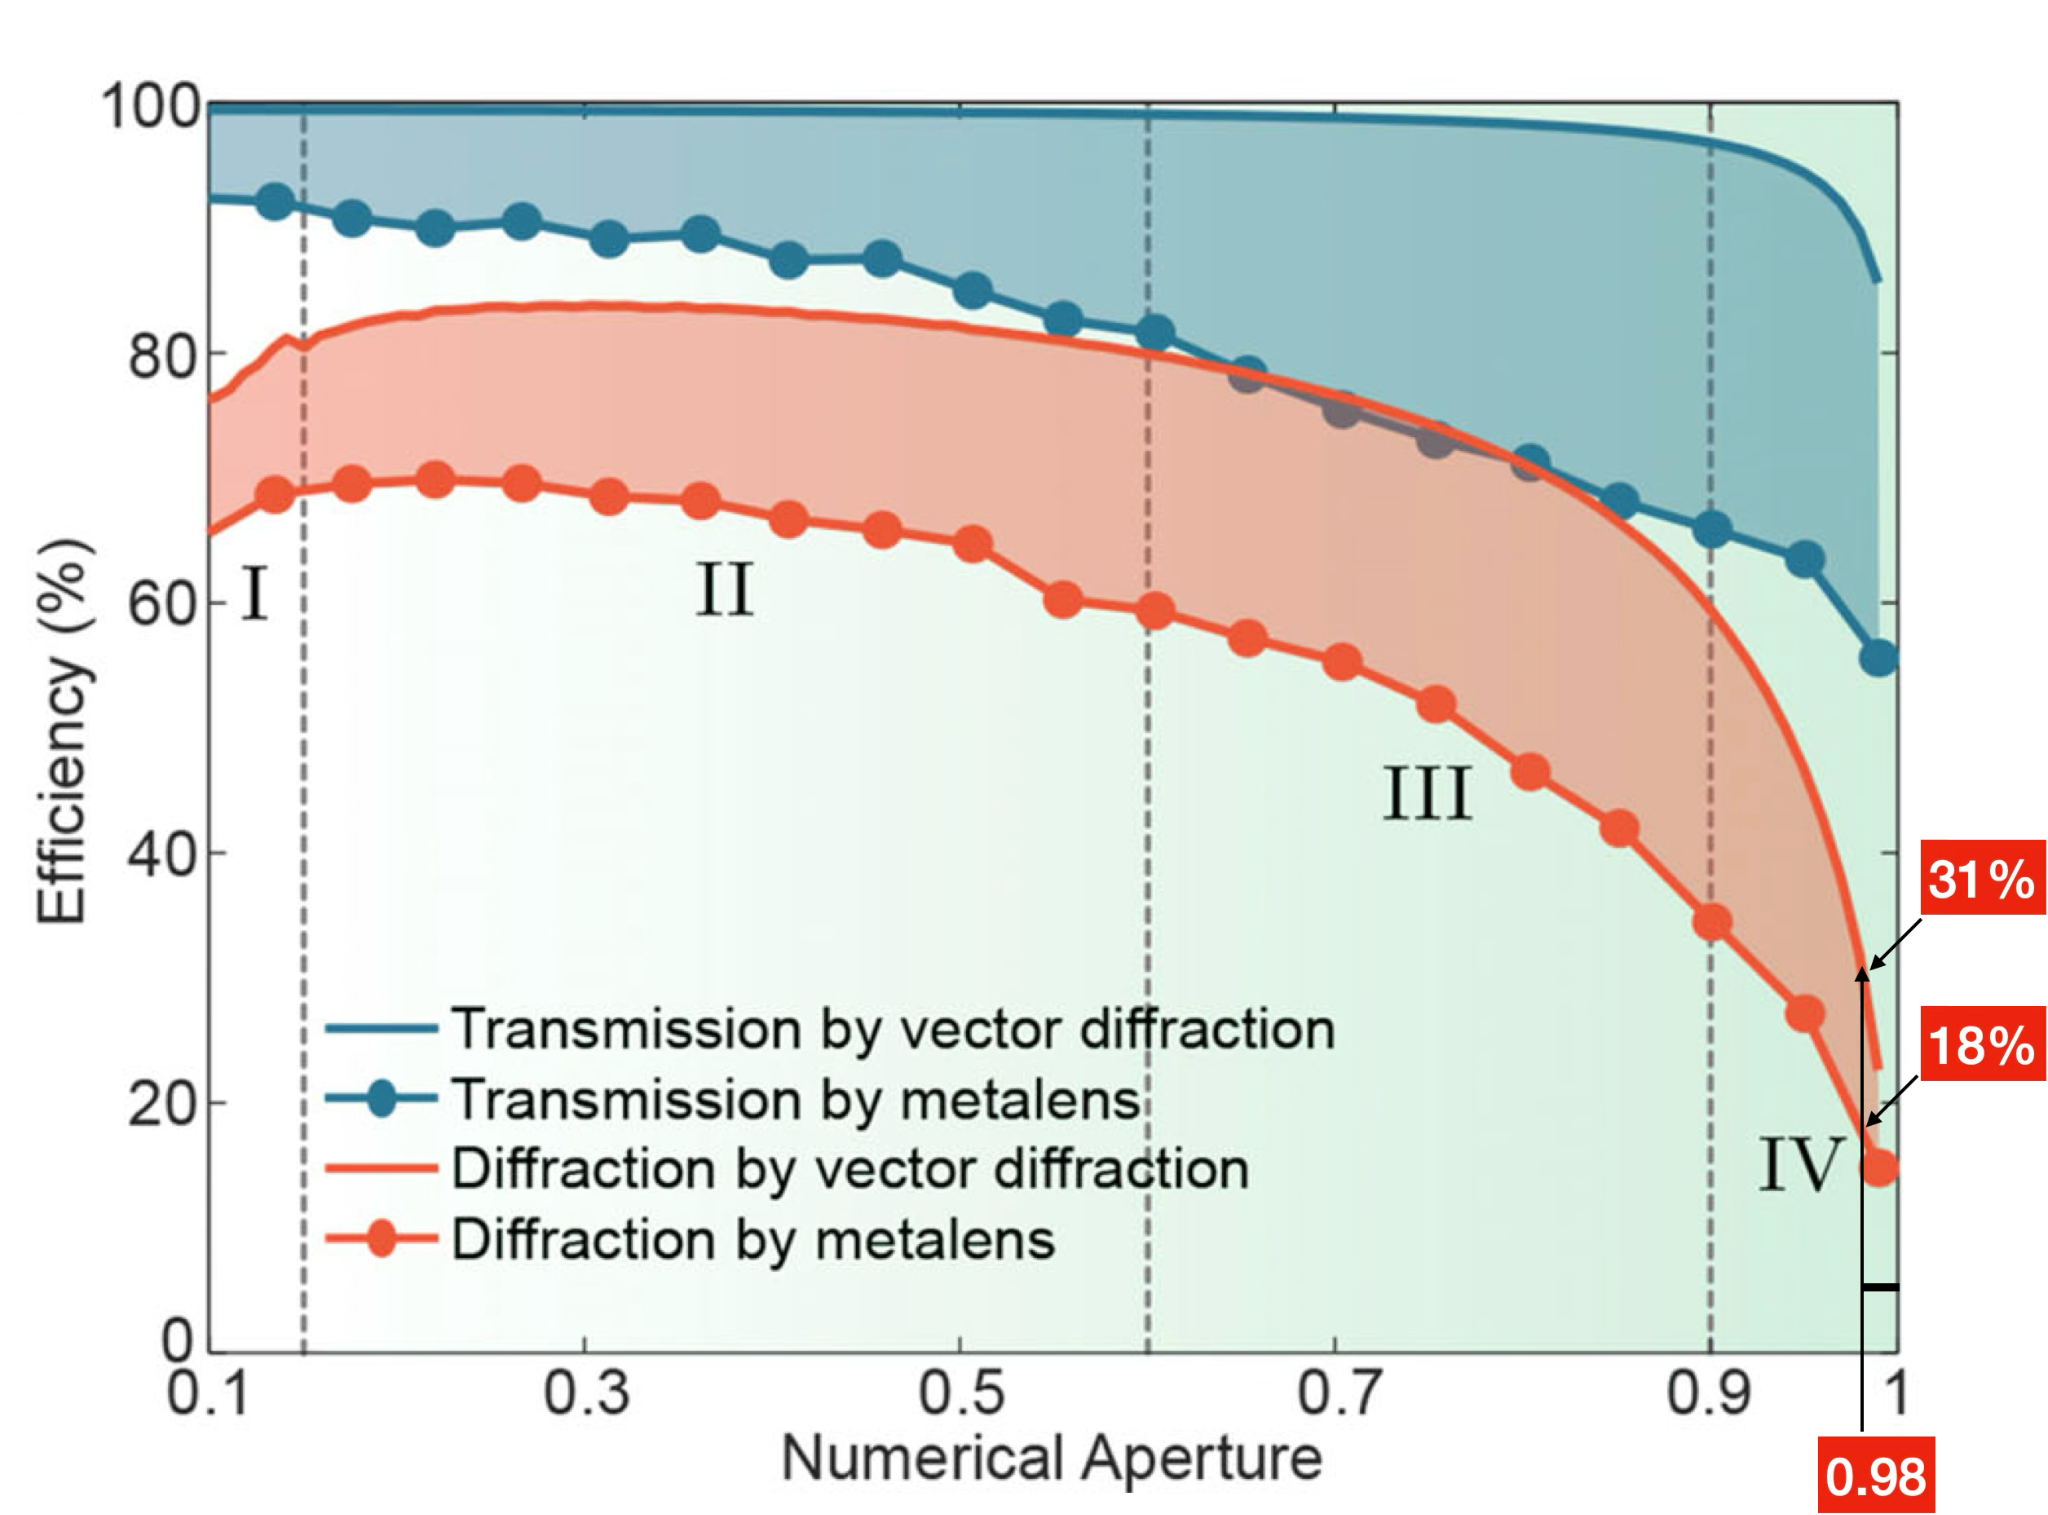 100
80
60
40
20
0
Efficiency (%)
I
II
III
IV
31%
18%
Transmission by vector diffraction
Transmission by metalens
Diffraction by vector diffraction
Diffraction by metalens
0.1 0.3 0.5 0.7 0.9 1
Numerical Aperture
0.98